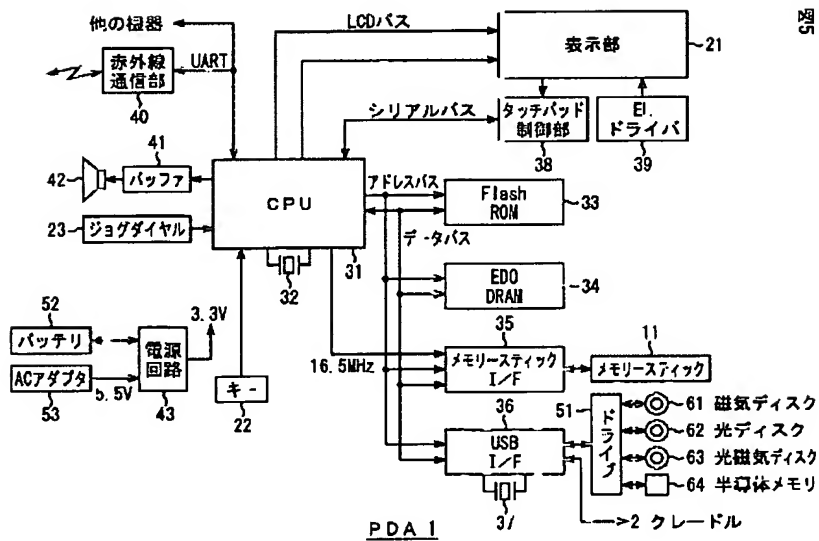 図5
他の機器
LCDバス
表示部
21
赤外線
通信部
UART
40
シリアルバス
タッチパッド
制御部
38
EL
ドライバ
39
41
42
バッファ
CPU
アドレスバス
Flash
ROM
33
23
ジョグダイヤル
データバス
31
32
EDO
DRAM
34
52
3.3V
バッテリ
電源
回路
ACアダプタ
53
5.5V
43
キー
22
16.5MHz
35
メモリースティック
I/F
11
メモリースティック
36
USB
I/F
37
51
ドライブ
61 磁気ディスク
62 光ディスク
63 光磁気ディスク
64 半導体メモリ
2 クレードル
PDA 1